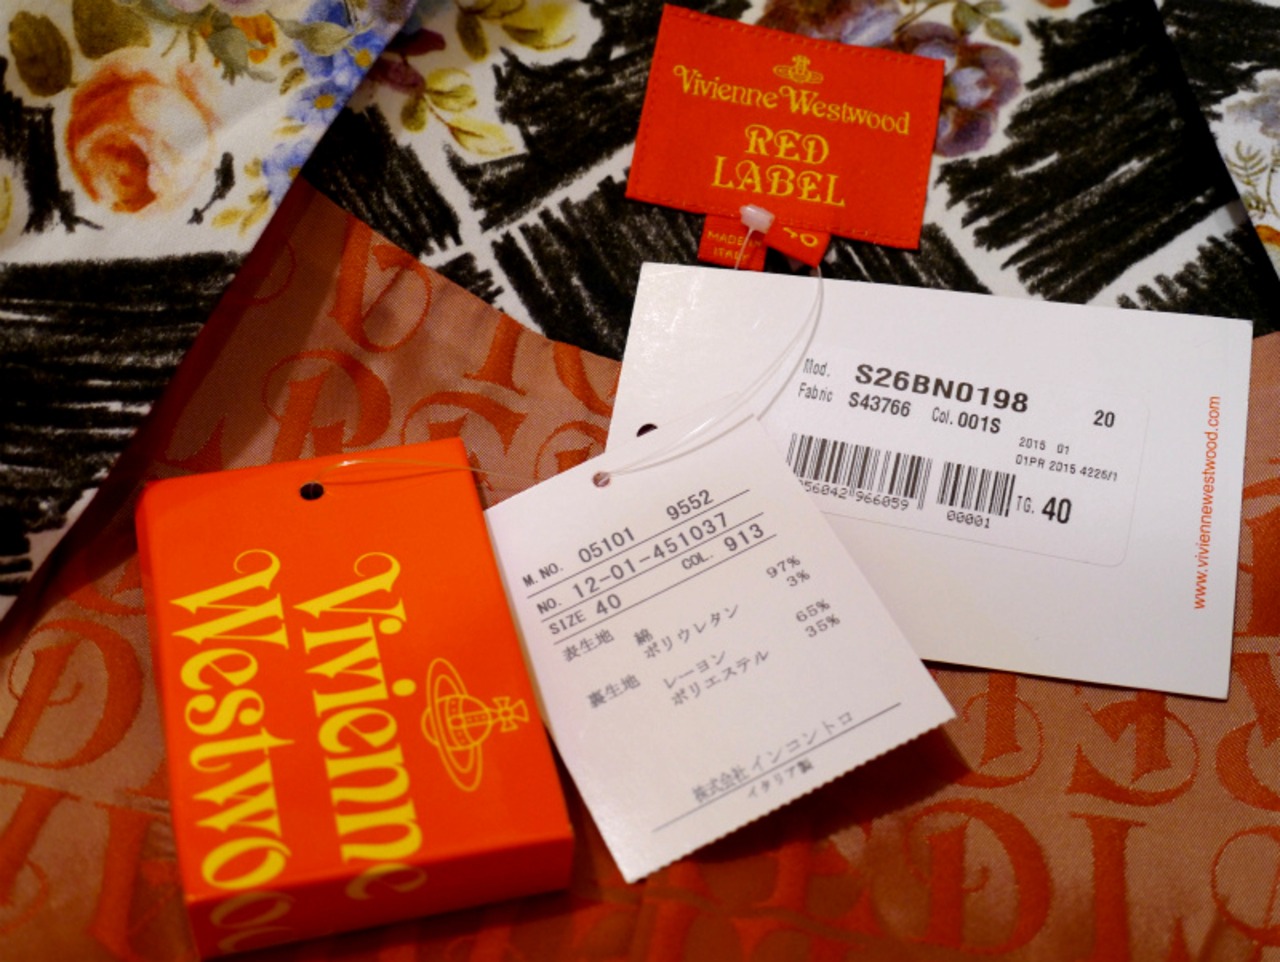 Vivienne Westwood
RED
LABEL
MADE IN
ITALY
Mod. S26BN0198 20
Fabric S43766 Col. 001S
2015 01
01PR 2015 4226/1
56042 966059
00001
TG. 40
www.viviennewestwood.com
M.NO. 05101 9552
NO. 12-01-451037
SIZE 40 COL. 913
表生地 綿 97%
ポリウレタン 3%
裏生地 レーヨン 65%
ポリエステル 35%
株式会社インコントロ
イタリア製
Vivienne
Westwoo